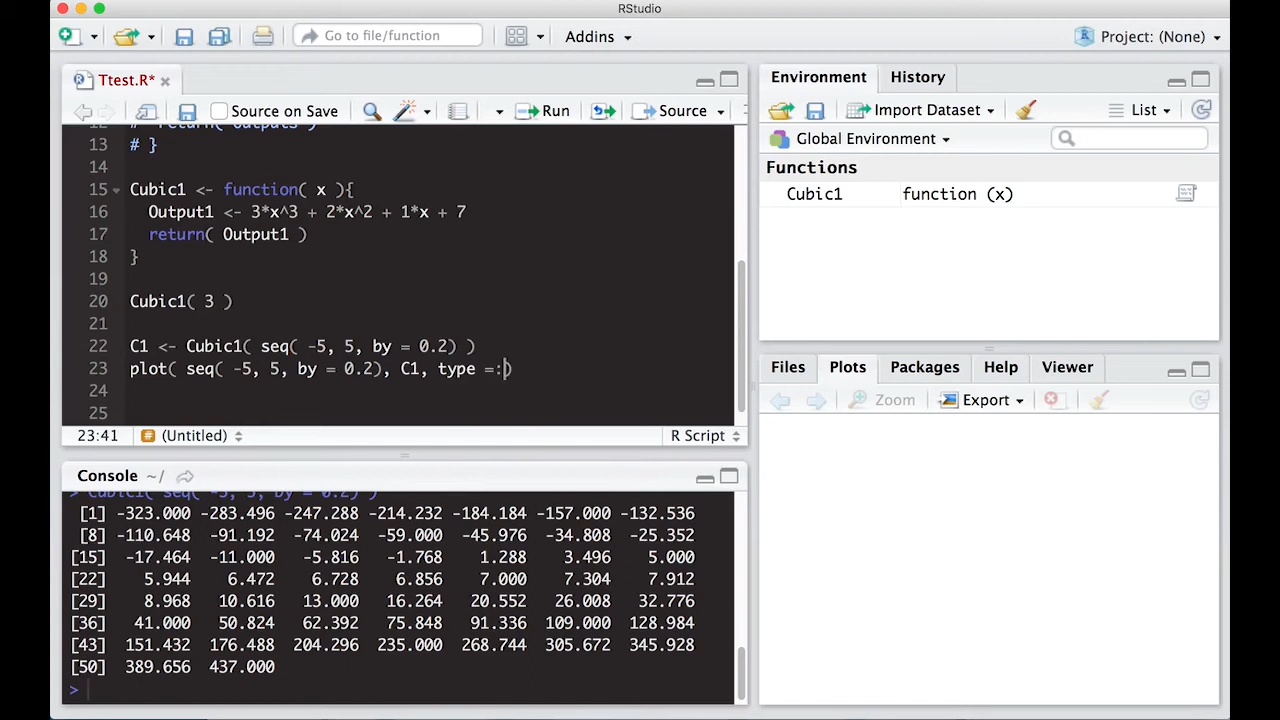 RStudio
Go to file/function
Addins
Project: (None)
Ttest.R*
Source on Save
Run
Source
13 # }
14
15 Cubic1 <- function( x ){
16 Output1 <- 3*x^3 + 2*x^2 + 1*x + 7
17 return( Output1 )
18 }
19
20 Cubic1( 3 )
21
22 C1 <- Cubic1( seq( -5, 5, by = 0.2) )
23 plot( seq( -5, 5, by = 0.2), C1, type =:)
24
25
23:41 # (Untitled) R Script
Console ~/
> Cubic1( seq( -5, 5, by = 0.2) )
[1] -323.000 -283.496 -247.288 -214.232 -184.184 -157.000 -132.536
[8] -110.648 -91.192 -74.024 -59.000 -45.976 -34.808 -25.352
[15] -17.464 -11.000 -5.816 -1.768 1.288 3.496 5.000
[22] 5.944 6.472 6.728 6.856 7.000 7.304 7.912
[29] 8.968 10.616 13.000 16.264 20.552 26.008 32.776
[36] 41.000 50.824 62.392 75.848 91.336 109.000 128.984
[43] 151.432 176.488 204.296 235.000 268.744 305.672 345.928
[50] 389.656 437.000
>
Environment History
Import Dataset List
Global Environment
Functions
Cubic1 function (x)
Files Plots Packages Help Viewer
Zoom Export